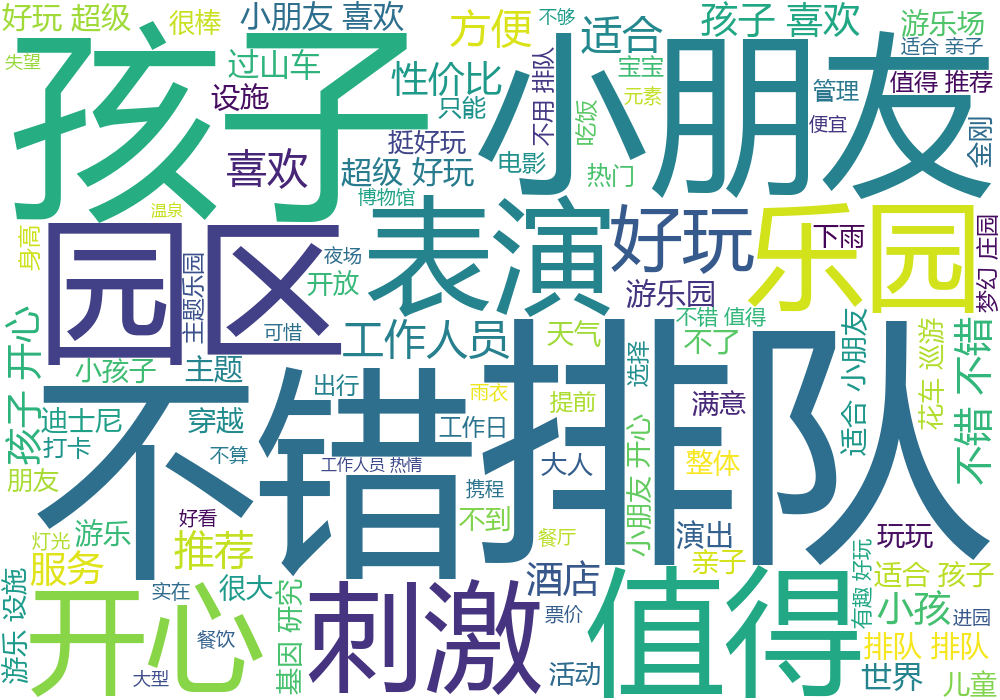 好玩 超级
很棒
小朋友 喜欢
方便
不够
适合
孩子 喜欢
游乐场
失望
孩子
过山车
设施
性价比
只能
小朋友
不用 排队
宝宝
元素
吃饭
适合 亲子
值得 推荐
管理
便宜
金刚
挺好玩
喜欢
超级 好玩
电影
热门
博物馆
温泉
身高
园区
主题乐园
夜场
开放
表演
好玩
乐园
下雨
梦幻 庄园
游乐园
可惜
工作人员
天气
不错 值得
不了
孩子 开心
小孩子
主题
出行
雨衣
提前
选择
满意
适合 小朋友
花车 巡游
不错 不错
迪士尼
打卡
穿越
不算
不错
排队
工作日
工作人员 热情
大人
整体
朋友
携程
好看
不到
小朋友 开心
灯光
游乐
推荐
餐厅
演出
玩玩
服务
很大
酒店
亲子
有趣 好玩
适合 孩子
游乐 设施
开心
实在
基因 研究
刺激
票价
值得
小孩
进园
餐饮
排队 排队
大型
活动
世界
儿童